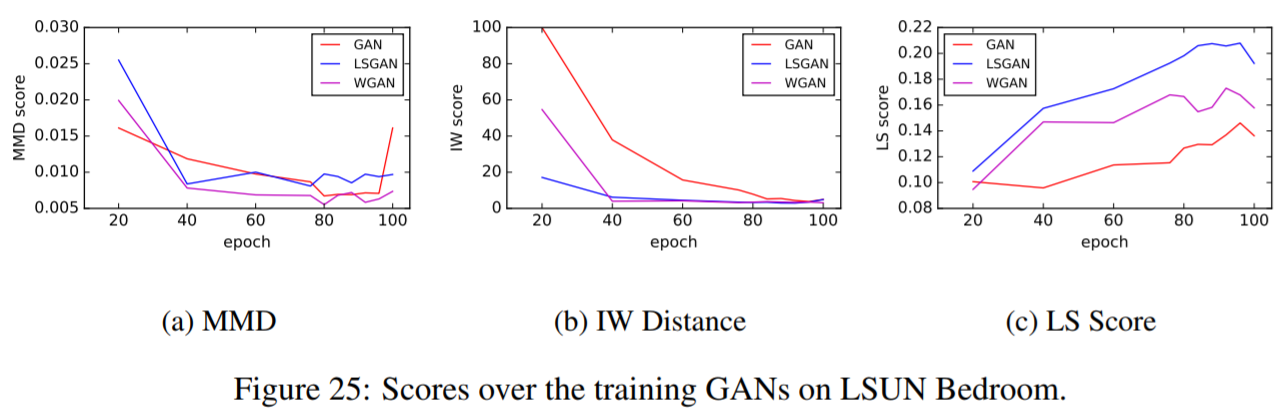 0.030
0.025
0.020
0.015
0.010
0.005
MMD score
20 40 60 80 100
epoch
GAN
LSGAN
WGAN
100
80
60
40
20
0
IW score
20 40 60 80 100
epoch
GAN
LSGAN
WGAN
0.22
0.20
0.18
0.16
0.14
0.12
0.10
0.08
LS score
20 40 60 80 100
epoch
GAN
LSGAN
WGAN
(a) MMD
(b) IW Distance
(c) LS Score
Figure 25: Scores over the training GANs on LSUN Bedroom.